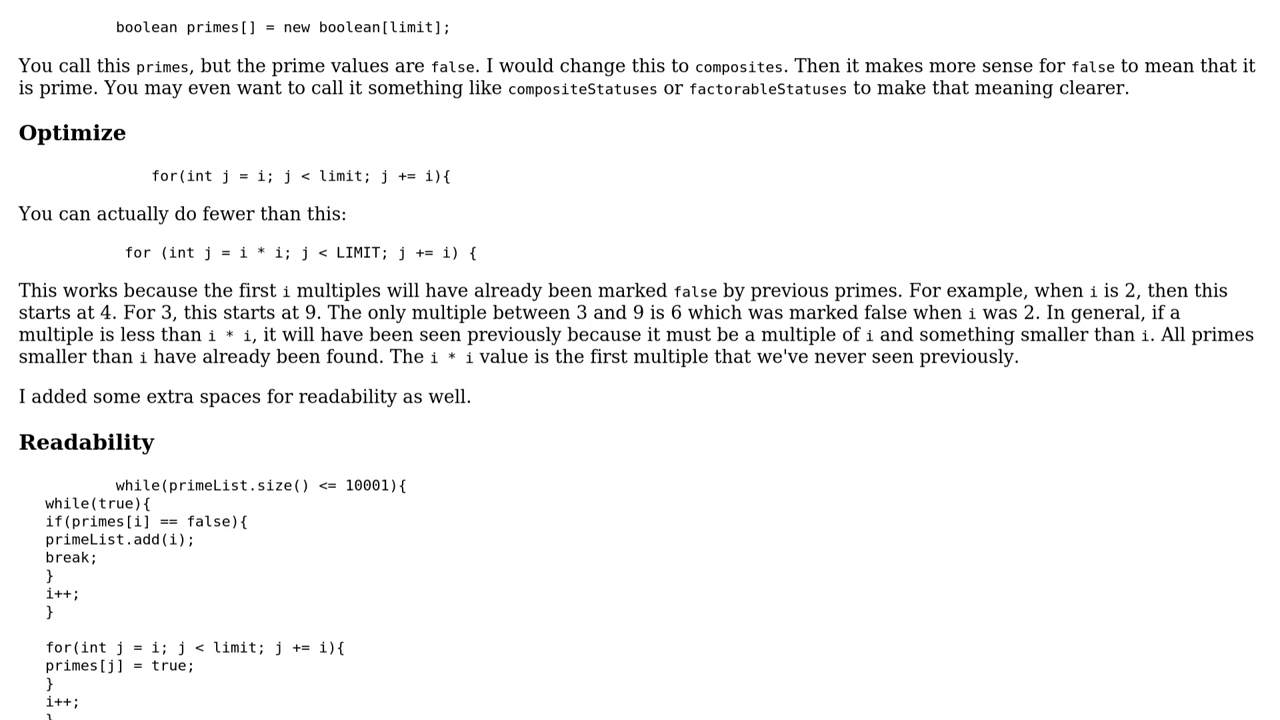 boolean primes[] = new boolean[limit];
You call this primes, but the prime values are false. I would change this to composites. Then it makes more sense for false to mean that it
is prime. You may even want to call it something like compositeStatuses or factorableStatuses to make that meaning clearer.
Optimize
for(int j = i; j < limit; j += i){
You can actually do fewer than this:
for (int j = i * i; j < LIMIT; j += i) {
This works because the first i multiples will have already been marked false by previous primes. For example, when i is 2, then this
starts at 4. For 3, this starts at 9. The only multiple between 3 and 9 is 6 which was marked false when i was 2. In general, if a
multiple is less than i * i, it will have been seen previously because it must be a multiple of i and something smaller than i. All primes
smaller than i have already been found. The i * i value is the first multiple that we've never seen previously.
I added some extra spaces for readability as well.
Readability
while(primeList.size() <= 10001){
while(true){
if(primes[i] == false){
primeList.add(i);
break;
}
i++;
}
for(int j = i; j < limit; j += i){
primes[j] = true;
}
i++;
}